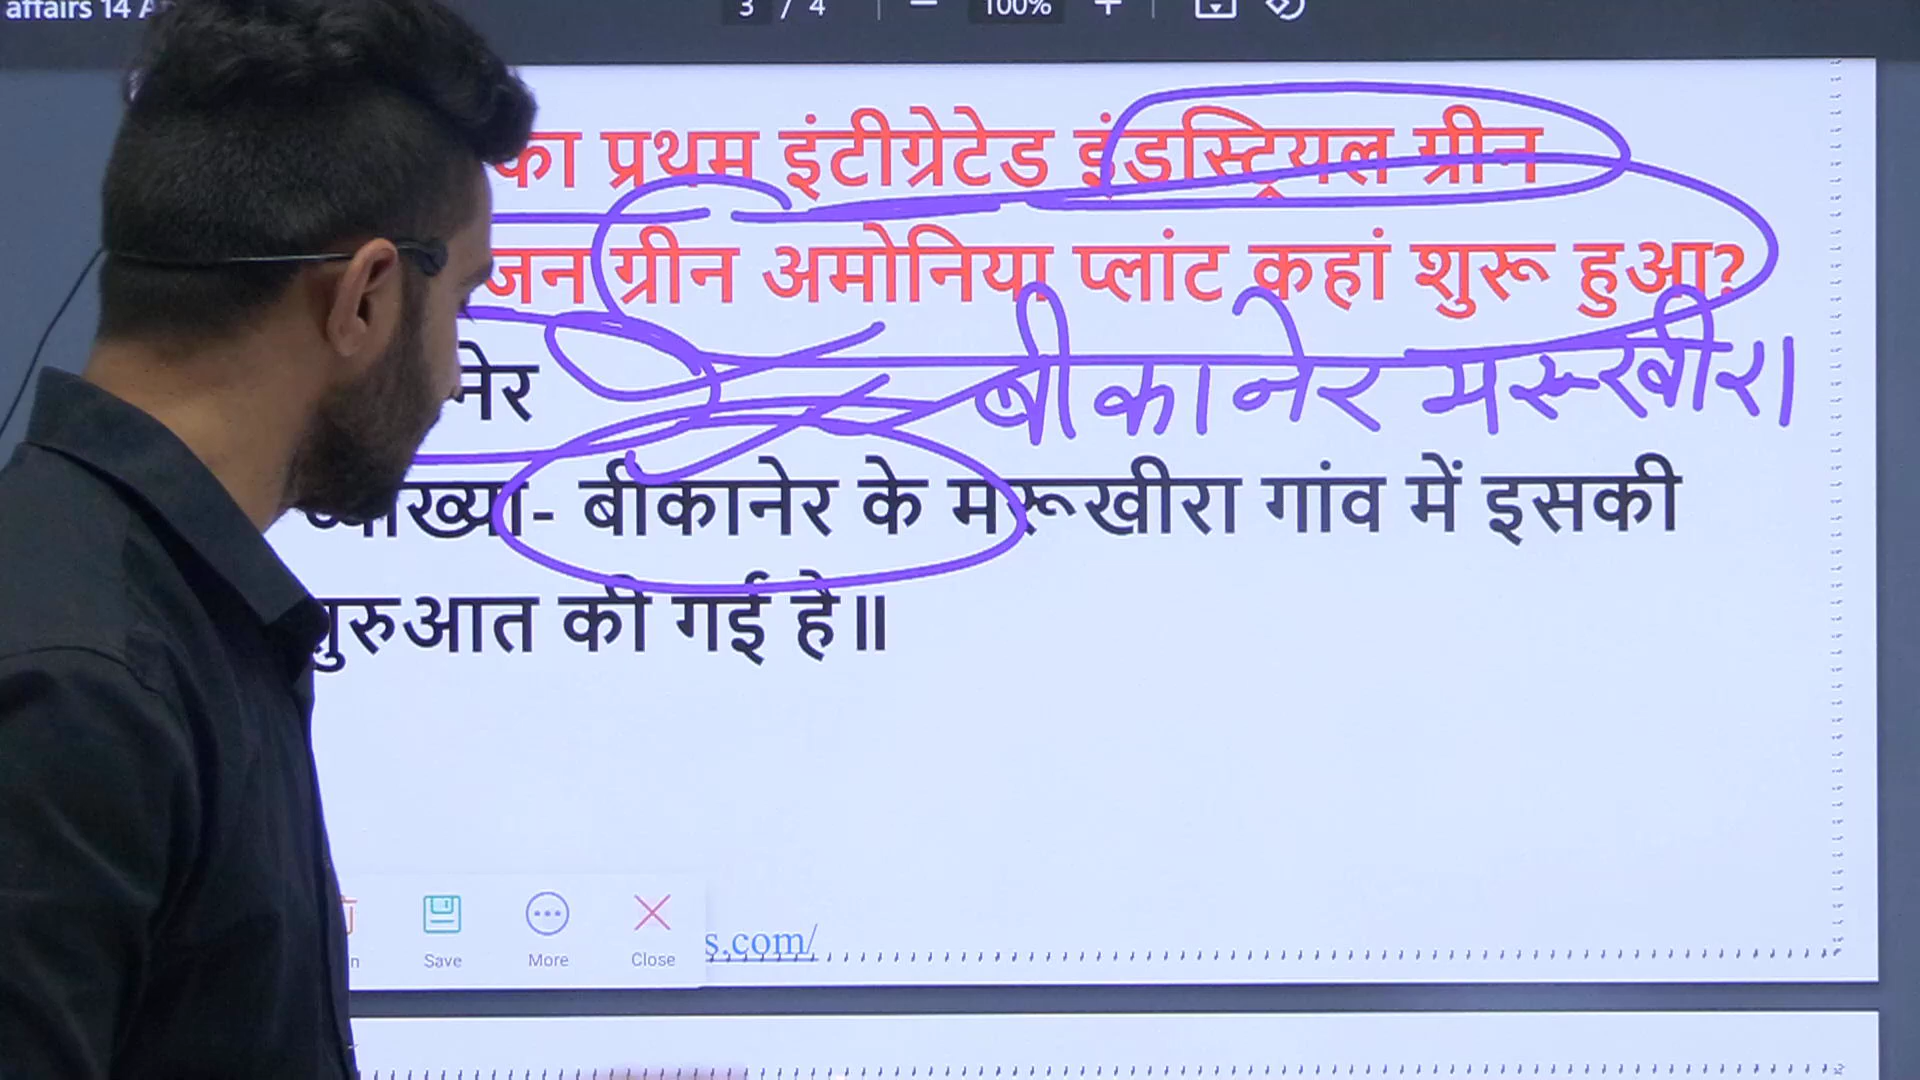 affairs 14
3 / 4
100%
का प्रथम इंटीग्रेटेड इंडस्ट्रियल ग्रीन
जन ग्रीन अमोनिया प्लांट कहां शुरू हुआ?
नेर
बीकानेर मरूखीरा
व्याख्या- बीकानेर के मरूखीरा गांव में इसकी
शुरुआत की गई है॥
Save
More
Close
s.com/